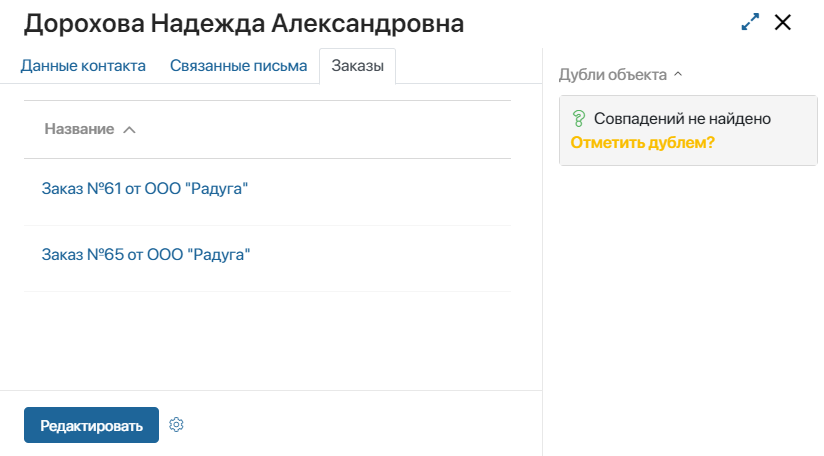 Дорохова Надежда Александровна
Данные контакта Связанные письма Заказы
Название
Заказ №61 от ООО "Радуга"
Заказ №65 от ООО "Радуга"
Редактировать
Дубли объекта
Совпадений не найдено
Отметить дублем?